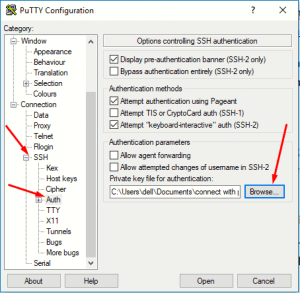 PuTTY Configuration
Category:
Window
Appearance
Behaviour
Translation
Selection
Colours
Connection
Data
Proxy
Telnet
Rlogin
SSH
Kex
Host keys
Cipher
Auth
TTY
X11
Tunnels
Bugs
More bugs
Serial
Options controlling SSH authentication
Display pre-authentication banner (SSH-2 only)
Bypass authentication entirely (SSH-2 only)
Authentication methods
Attempt authentication using Pageant
Attempt TIS or CryptoCard auth (SSH-1)
Attempt "keyboard-interactive" auth (SSH-2)
Authentication parameters
Allow agent forwarding
Allow attempted changes of username in SSH-2
Private key file for authentication:
C:\Users\dell\Documents\connect with p
Browse...
About
Help
Open
Cancel